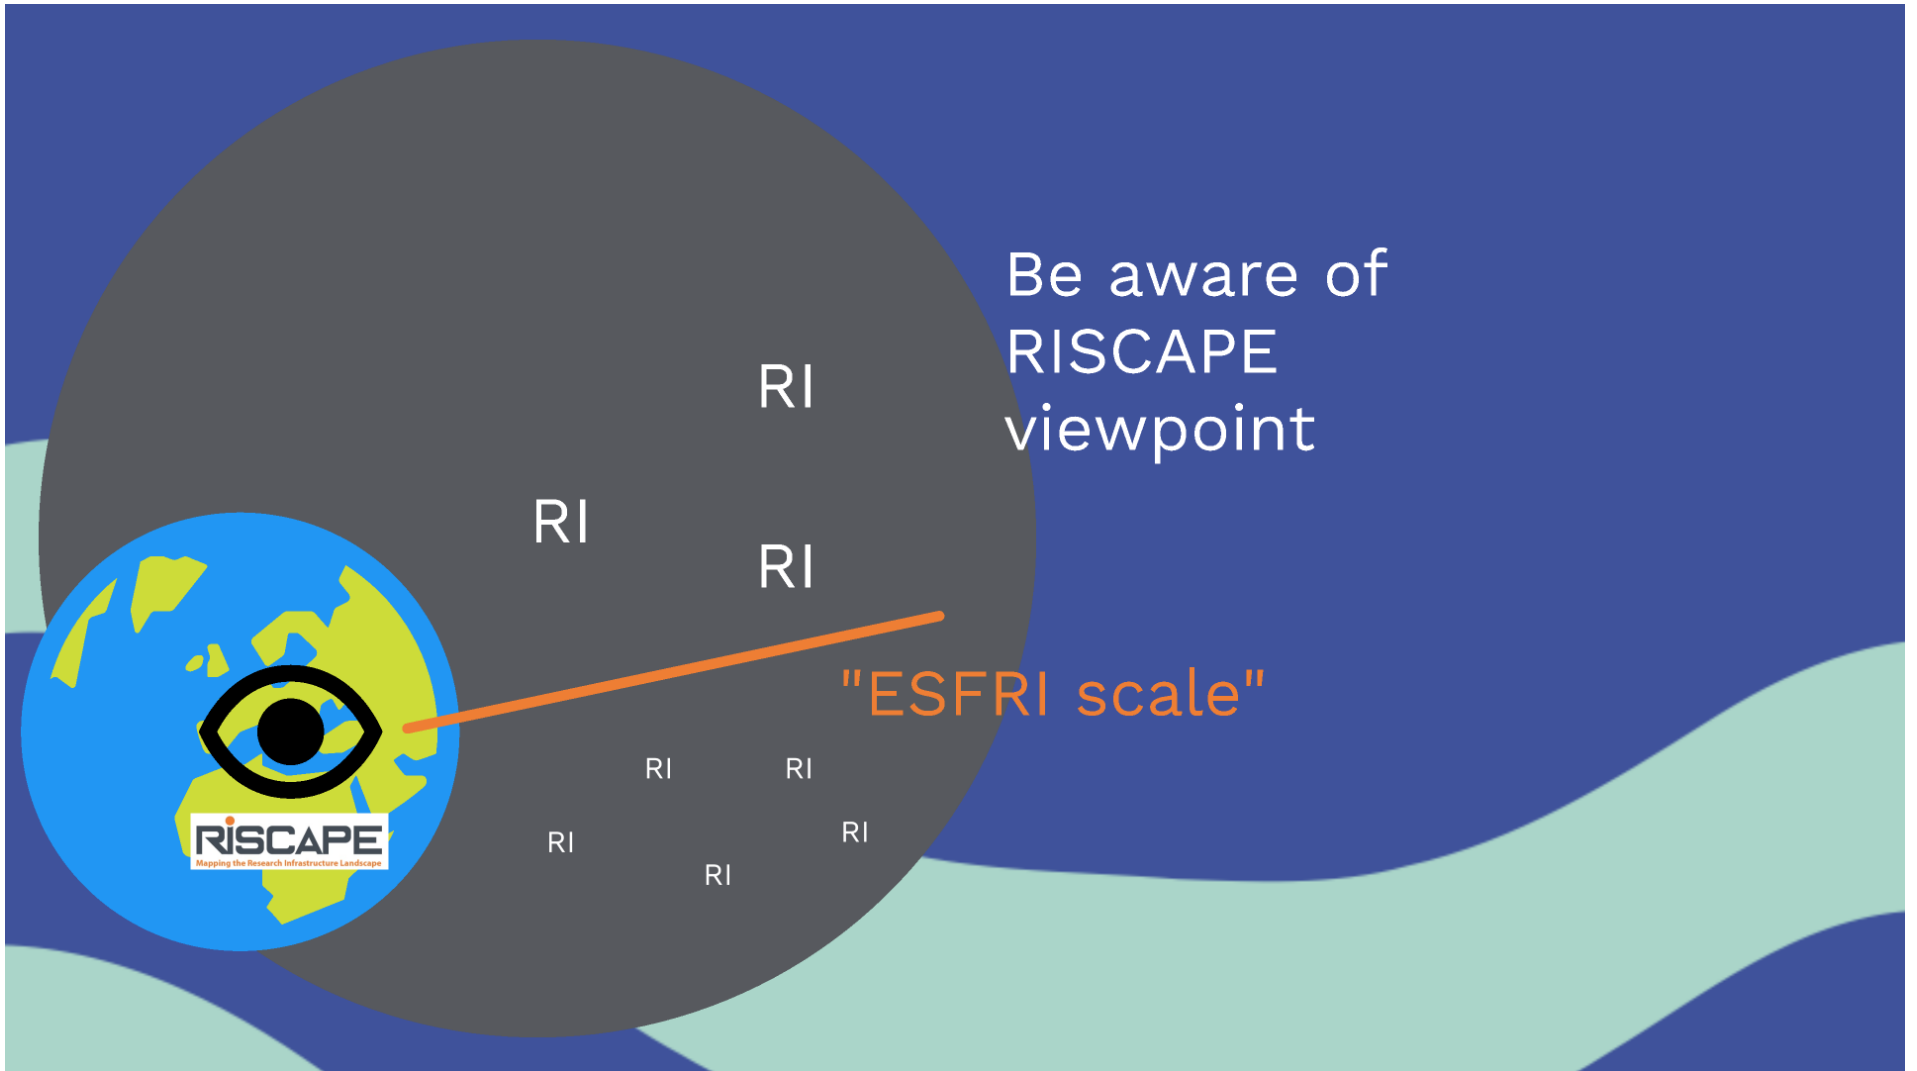 Be aware of
RISCAPE
viewpoint
RI
RI
RI
"ESFRI scale"
RI
RI
RI
RI
RI
RiSCAPE
Mapping the Research Infrastructure Landscape